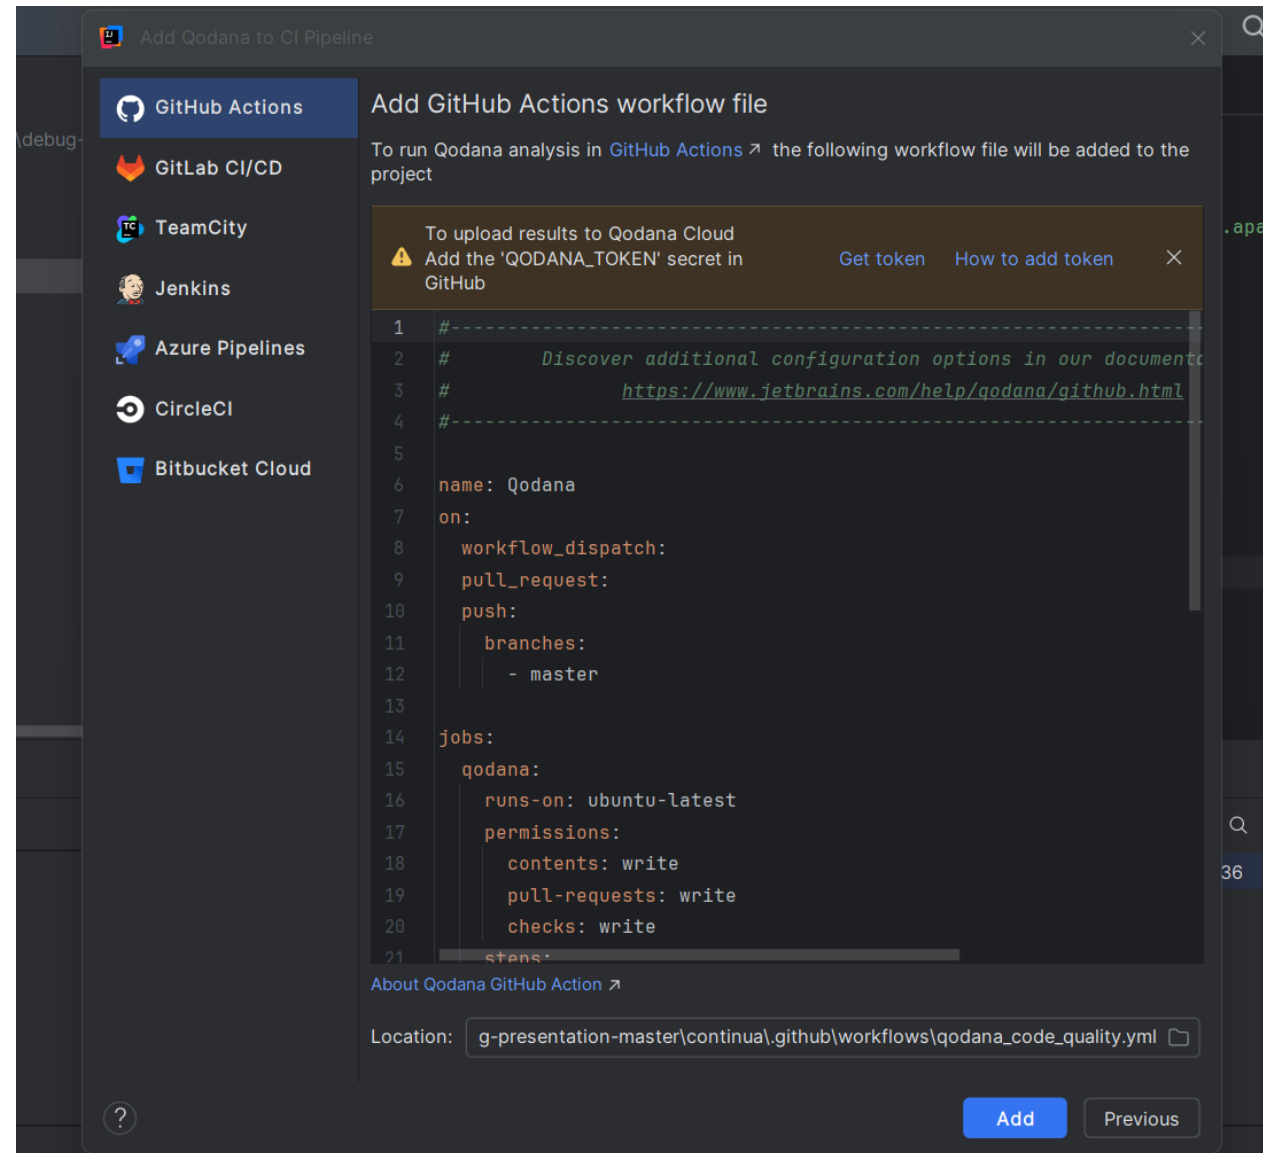 Add Qodana to CI Pipeline
\debug-
GitHub Actions
GitLab CI/CD
TeamCity
Jenkins
Azure Pipelines
CircleCI
Bitbucket Cloud
Add GitHub Actions workflow file
To run Qodana analysis in GitHub Actions ↗ the following workflow file will be added to the
project
To upload results to Qodana Cloud
Add the 'QODANA_TOKEN' secret in
GitHub
Get token How to add token
1 #------------------------------------------------------------------
2 # Discover additional configuration options in our documenta
3 # https://www.jetbrains.com/help/qodana/github.html
4 #------------------------------------------------------------------
5
6 name: Qodana
7 on:
8 workflow_dispatch:
9 pull_request:
10 push:
11 branches:
12 - master
13
14 jobs:
15 qodana:
16 runs-on: ubuntu-latest
17 permissions:
18 contents: write
19 pull-requests: write
20 checks: write
21 steps:
About Qodana GitHub Action ↗
Location: g-presentation-master\continua\.github\workflows\qodana_code_quality.yml
? Add Previous
.apa
36